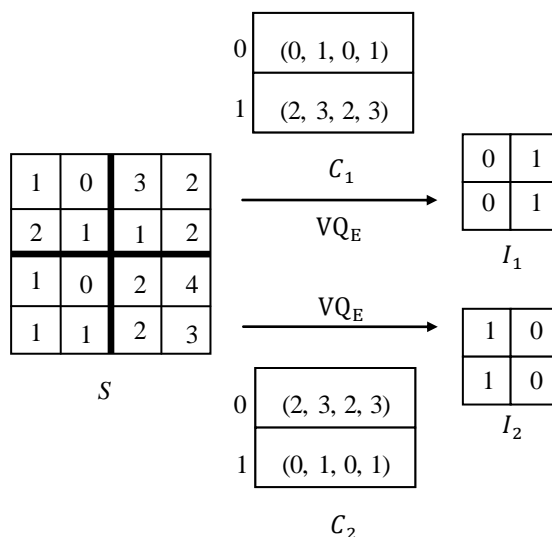 0 (0, 1, 0, 1)
1 (2, 3, 2, 3)
C₁
VQ_E
1 0 3 2
2 1 1 2
1 0 2 4
1 1 2 3
S
0 1
0 1
I₁
VQ_E
1 0
1 0
I₂
0 (2, 3, 2, 3)
1 (0, 1, 0, 1)
C₂